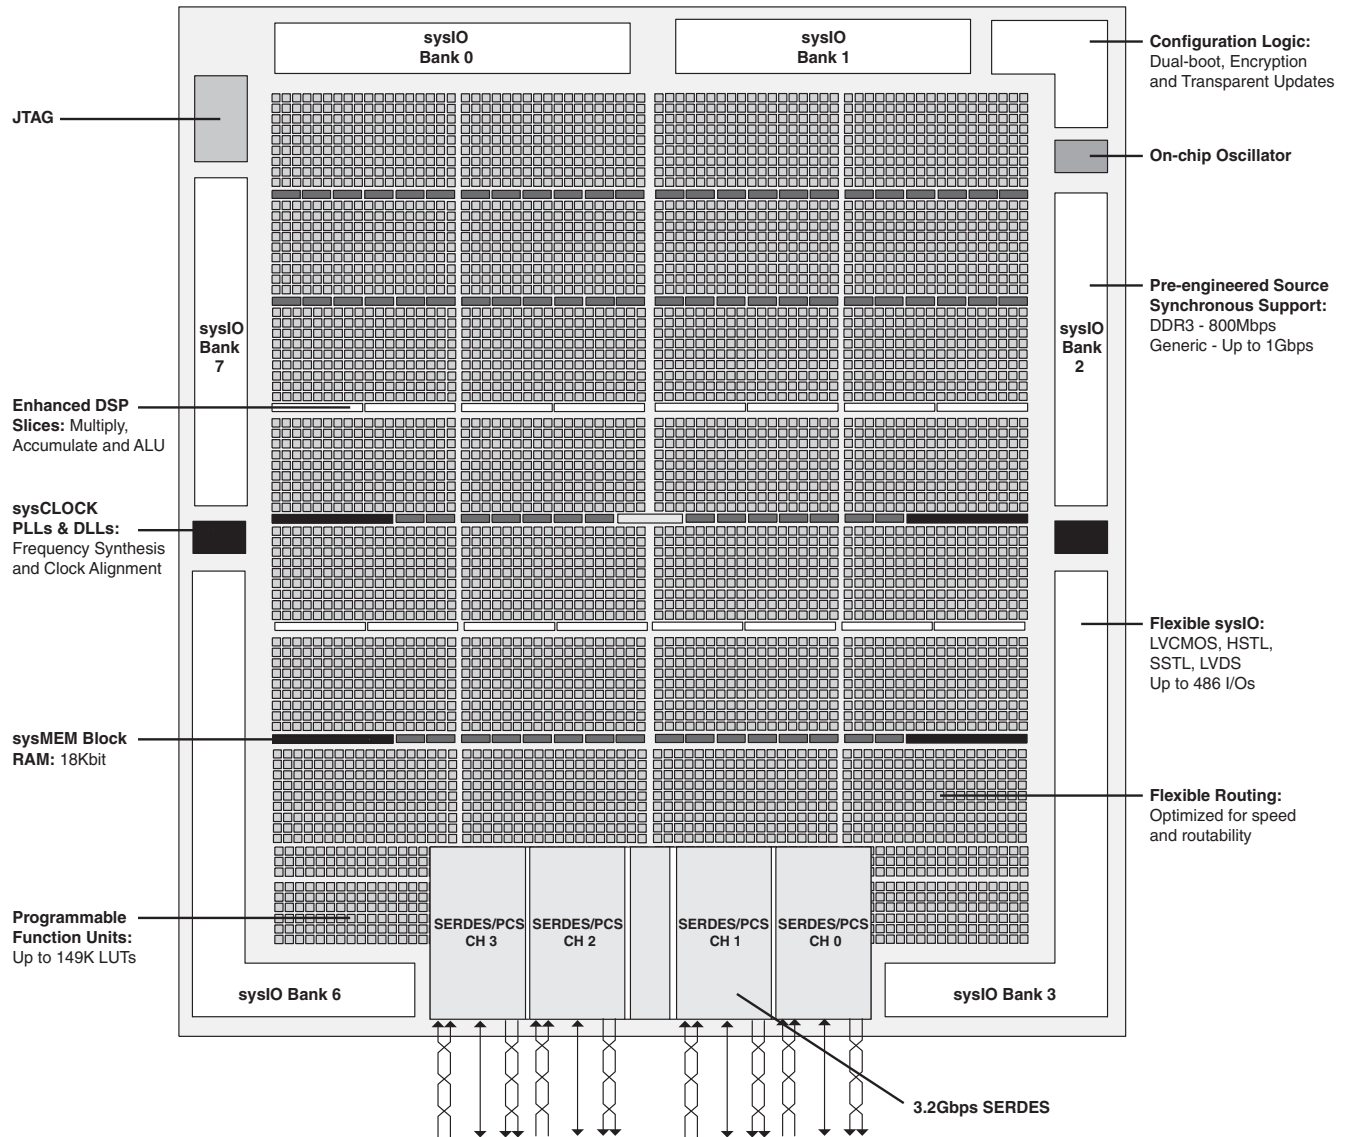 sysIO
Bank 0
sysIO
Bank 1
Configuration Logic:
Dual-boot, Encryption
and Transparent Updates
JTAG
On-chip Oscillator
sysIO
Bank
7
sysIO
Bank
2
Pre-engineered Source
Synchronous Support:
DDR3 - 800Mbps
Generic - Up to 1Gbps
Enhanced DSP
Slices: Multiply,
Accumulate and ALU
sysCLOCK
PLLs & DLLs:
Frequency Synthesis
and Clock Alignment
Flexible sysIO:
LVCMOS, HSTL,
SSTL, LVDS
Up to 486 I/Os
sysMEM Block
RAM: 18Kbit
Flexible Routing:
Optimized for speed
and routability
Programmable
Function Units:
Up to 149K LUTs
SERDES/PCS
CH 3
SERDES/PCS
CH 2
SERDES/PCS
CH 1
SERDES/PCS
CH 0
sysIO Bank 6
sysIO Bank 3
3.2Gbps SERDES